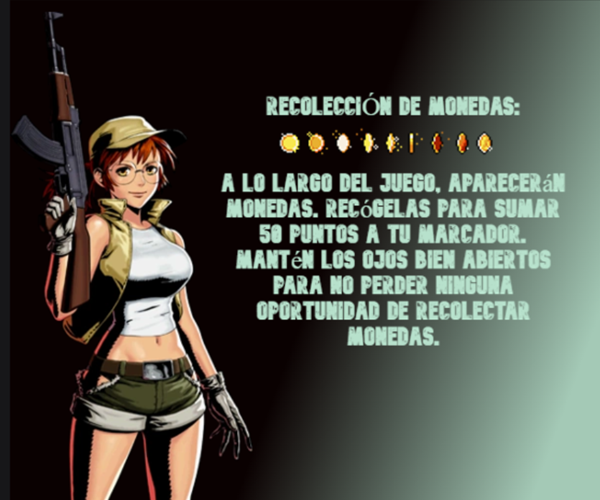 RECOLECCIÓN DE MONEDAS:
A LO LARGO DEL JUEGO, APARECERáN
MONEDAS. RECóGELAS PARA SUMAR
50 PUNTOS A TU MARCADOR.
MANTéN LOS OJOS BIEN ABIERTOS
PARA NO PERDER NINGUNA
OPORTUNIDAD DE RECOLECTAR
MONEDAS.